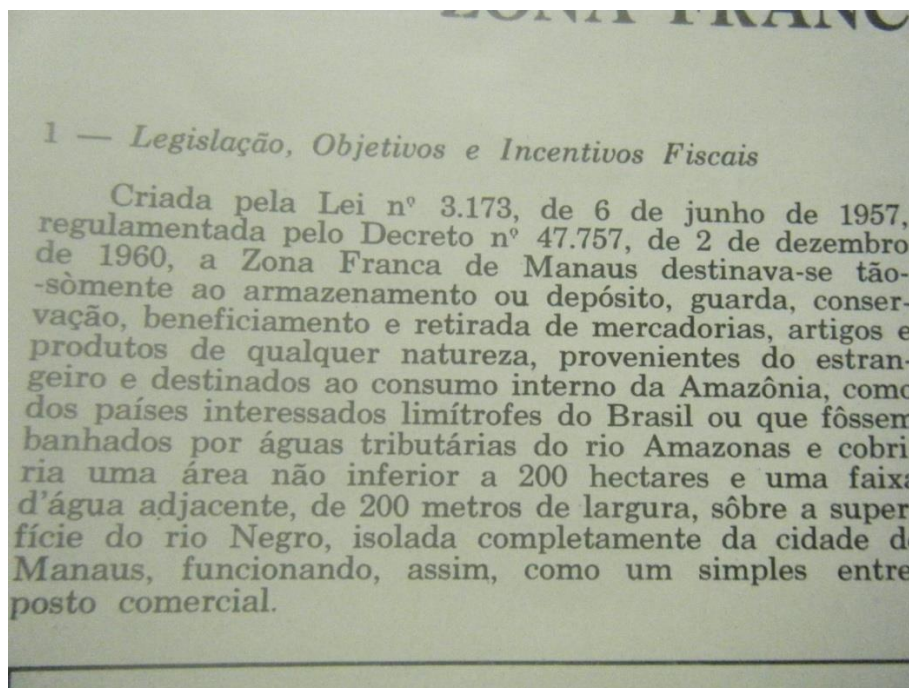 ZONA FRANC
1 — Legislação, Objetivos e Incentivos Fiscais
Criada pela Lei nº 3.173, de 6 de junho de 1957,
regulamentada pelo Decreto nº 47.757, de 2 de dezembro
de 1960, a Zona Franca de Manaus destinava-se tão-
-sòmente ao armazenamento ou depósito, guarda, conser-
vação, beneficiamento e retirada de mercadorias, artigos e
produtos de qualquer natureza, provenientes do estran-
geiro e destinados ao consumo interno da Amazônia, como
dos países interessados limítrofes do Brasil ou que fôssem
banhados por águas tributárias do rio Amazonas e cobri
ria uma área não inferior a 200 hectares e uma faixa
d'água adjacente, de 200 metros de largura, sôbre a super
fície do rio Negro, isolada completamente da cidade d
Manaus, funcionando, assim, como um simples entre
posto comercial.